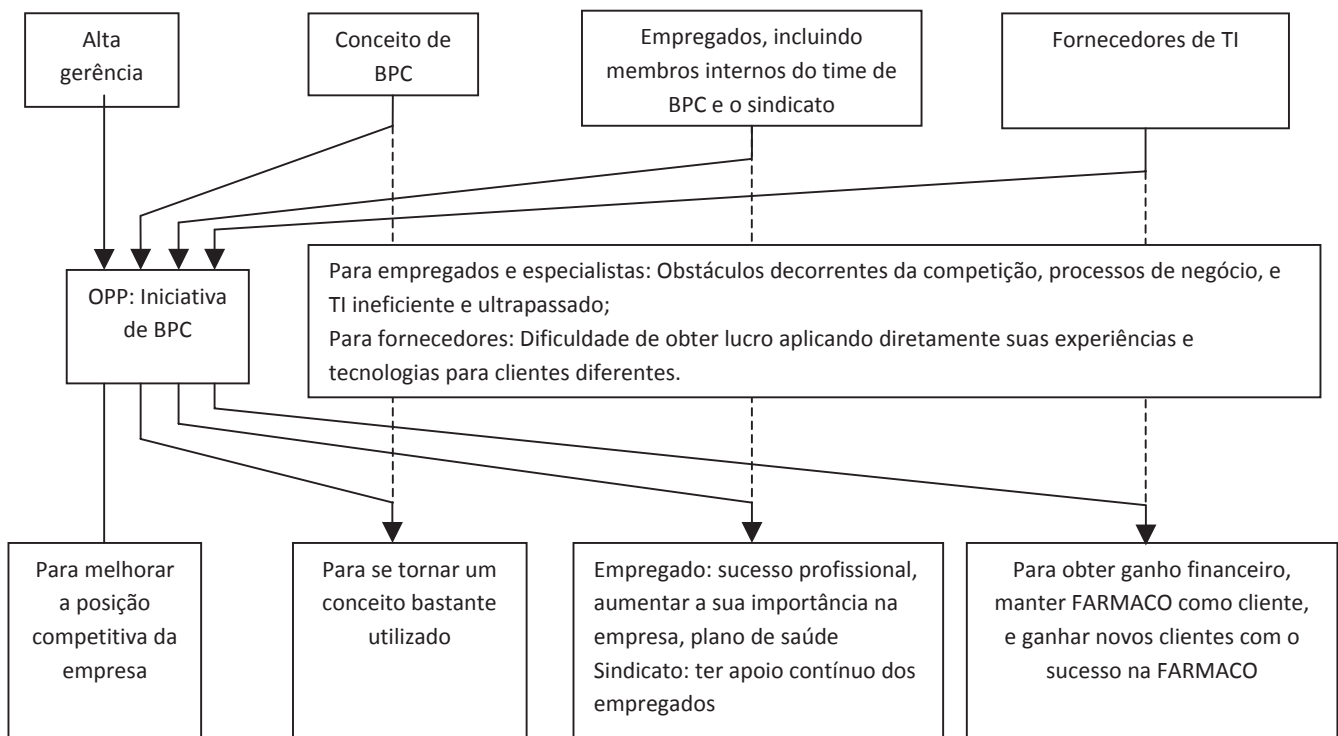 Alta
gerência
Conceito de
BPC
Empregados, incluindo
membros internos do time de
BPC e o sindicato
Fornecedores de TI
OPP: Iniciativa
de BPC
Para empregados e especialistas: Obstáculos decorrentes da competição, processos de negócio, e
TI ineficiente e ultrapassado;
Para fornecedores: Dificuldade de obter lucro aplicando diretamente suas experiências e
tecnologias para clientes diferentes.
Para melhorar
a posição
competitiva da
empresa
Para se tornar um
conceito bastante
utilizado
Empregado: sucesso profissional,
aumentar a sua importância na
empresa, plano de saúde
Sindicato: ter apoio contínuo dos
empregados
Para obter ganho financeiro,
manter FARMACO como cliente,
e ganhar novos clientes com o
sucesso na FARMACO